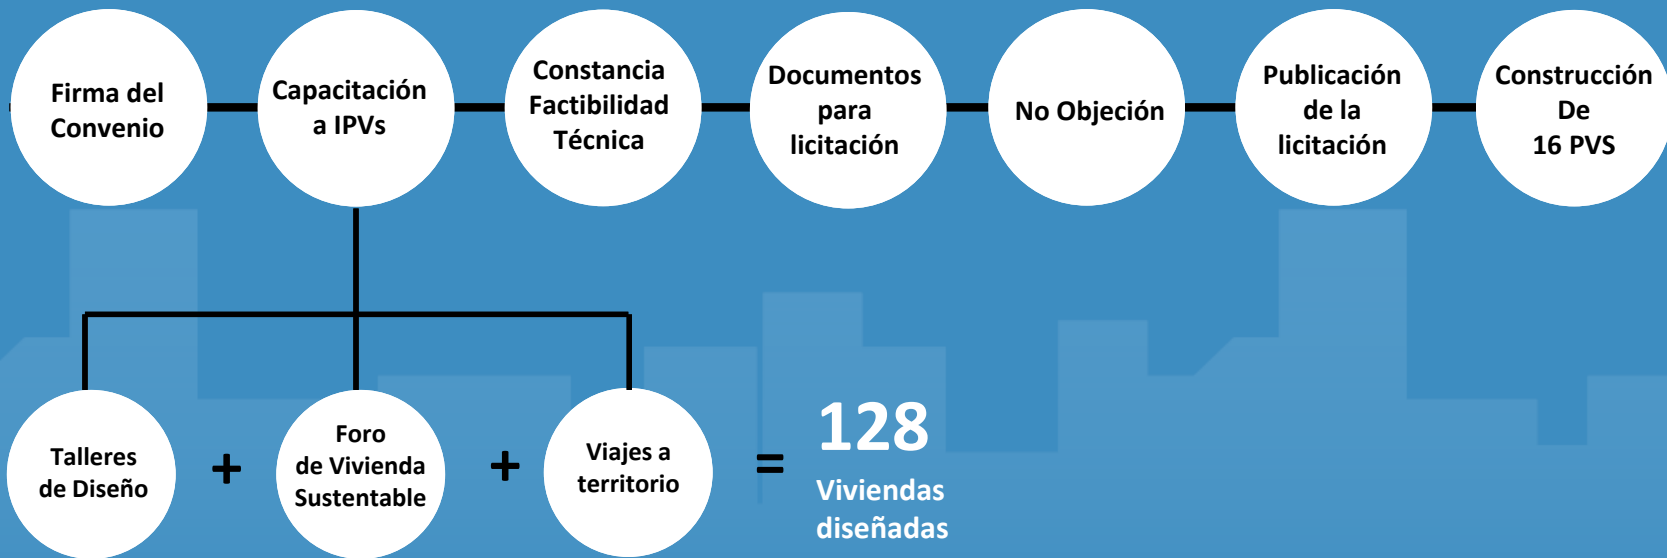 Firma del
Convenio
Capacitación
a IPVs
Constancia
Factibilidad
Técnica
Documentos
para
licitación
No Objeción
Publicación
de la
licitación
Construcción
De
16 PVS
Talleres
de Diseño
+
Foro
de Vivienda
Sustentable
+
Viajes a
territorio
=
128
Viviendas
diseñadas